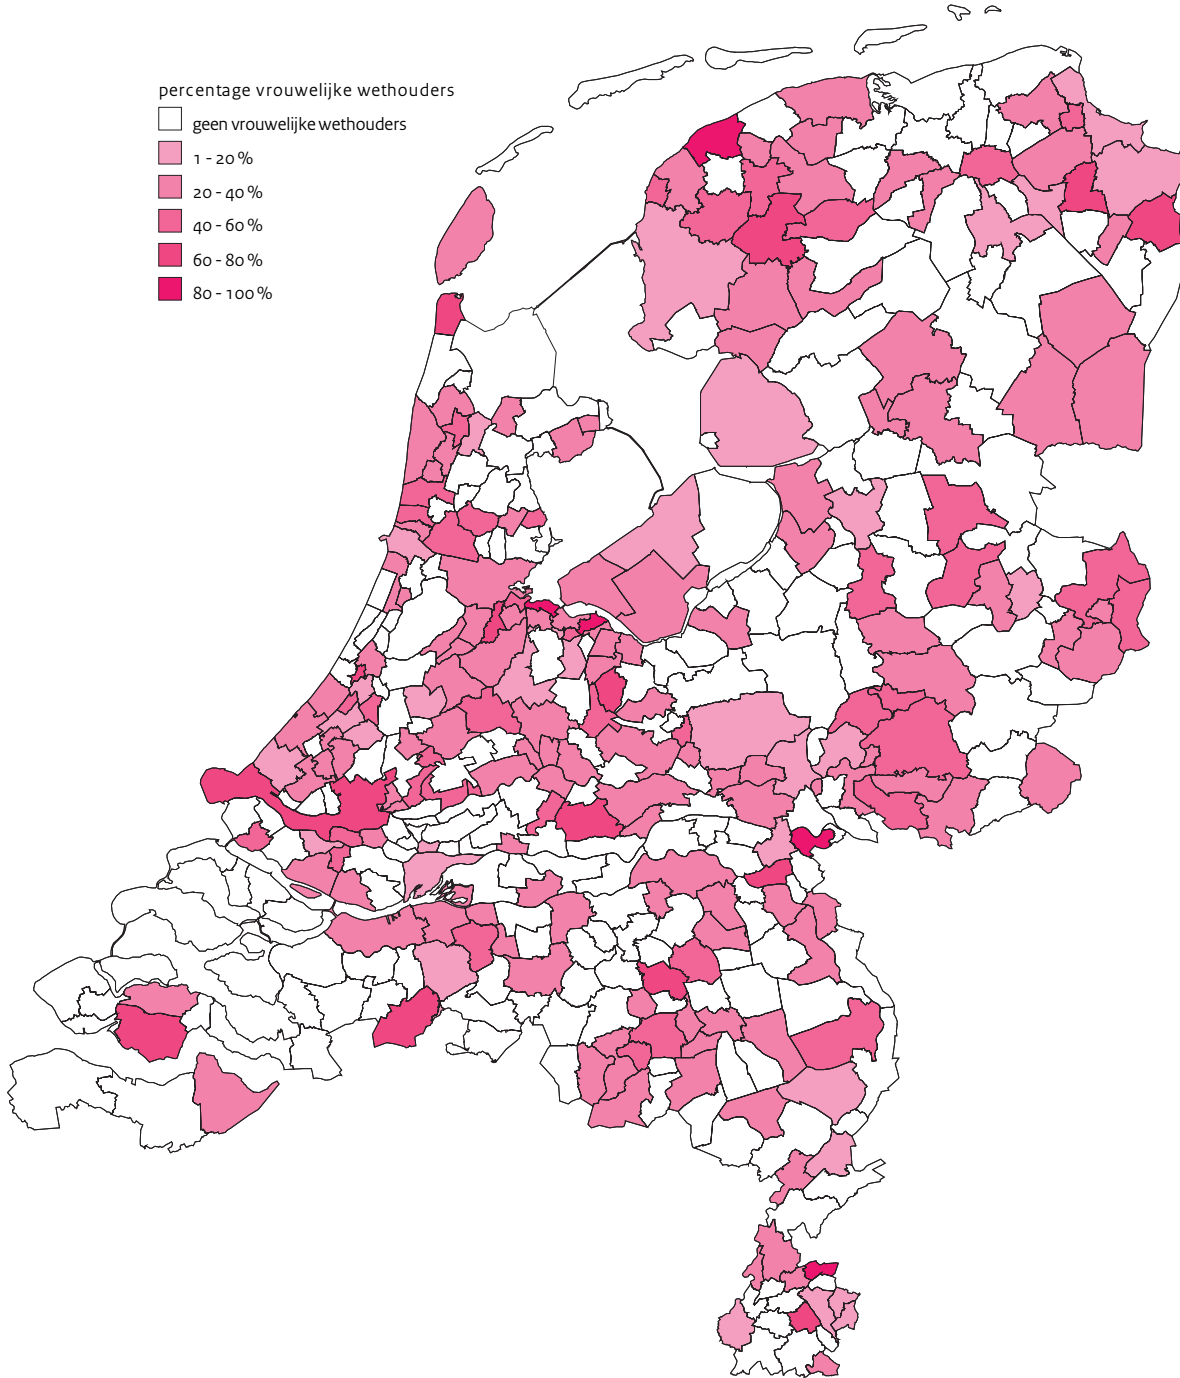 percentage vrouwelijke wethouders
geen vrouwelijke wethouders
1 - 20 %
20 - 40 %
40 - 60 %
60 - 80 %
80 - 100 %